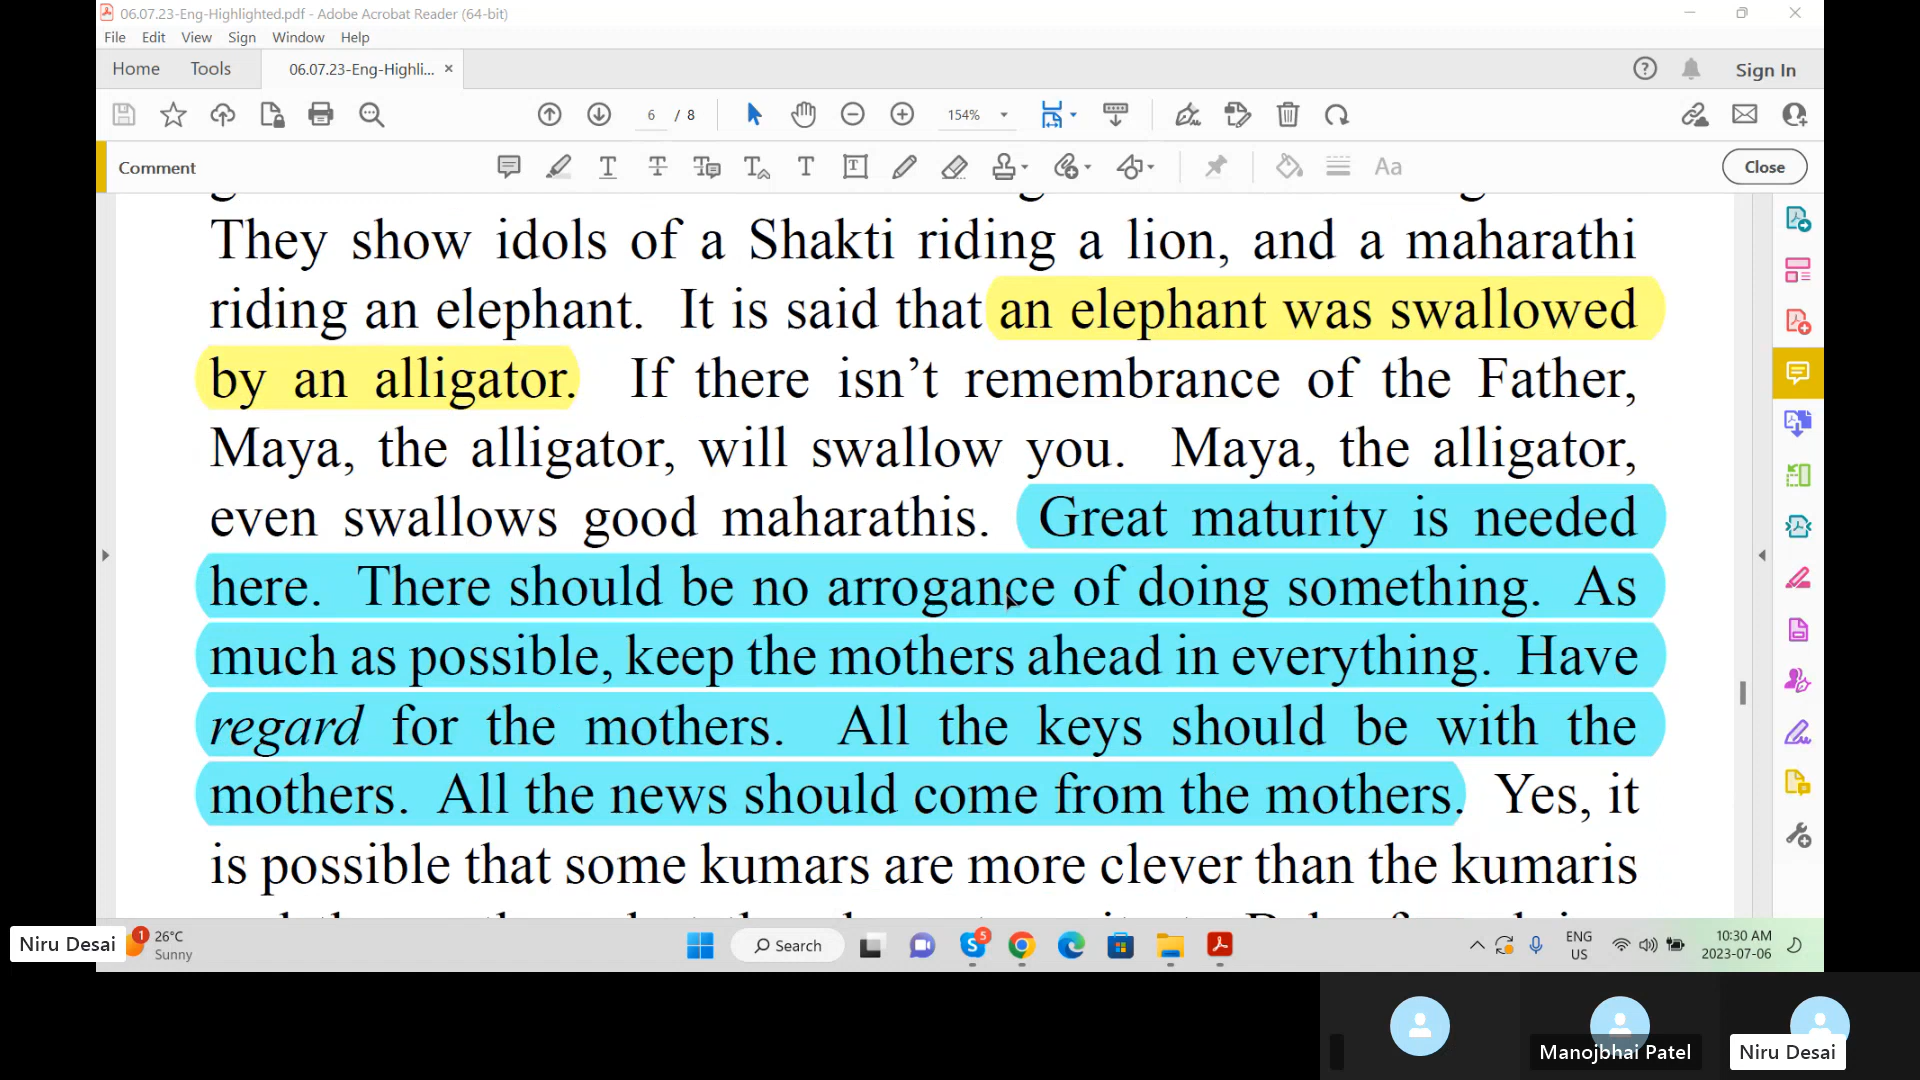 06.07.23-Eng-Highlighted.pdf - Adobe Acrobat Reader (64-bit)
File Edit View Sign Window Help
Home Tools 06.07.23-Eng-Highli... × Sign In
6 / 8 154%
Comment Close
They show idols of a Shakti riding a lion, and a maharathi
riding an elephant. It is said that an elephant was swallowed
by an alligator. If there isn’t remembrance of the Father,
Maya, the alligator, will swallow you. Maya, the alligator,
even swallows good maharathis. Great maturity is needed
here. There should be no arrogance of doing something. As
much as possible, keep the mothers ahead in everything. Have
regard for the mothers. All the keys should be with the
mothers. All the news should come from the mothers. Yes, it
is possible that some kumars are more clever than the kumaris
Niru Desai 1 26°C Search 5 ENG 10:30 AM
Sunny US 2023-07-06
Manojbhai Patel Niru Desai